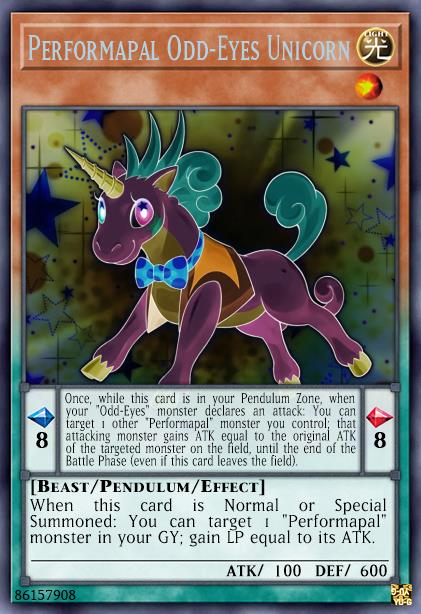 PERFORMAPAL ODD-EYES UNICORN
LIGHT
光
Once, while this card is in your Pendulum Zone, when
your "Odd-Eyes" monster declares an attack: You can
target 1 other "Performapal" monster you control; that
attacking monster gains ATK equal to the original ATK
of the targeted monster on the field, until the end of the
Battle Phase (even if this card leaves the field).
8
8
[BEAST/PENDULUM/EFFECT]
When this card is Normal or Special
Summoned: You can target 1 "Performapal"
monster in your GY; gain LP equal to its ATK.
ATK/ 100 DEF/ 600
86157908